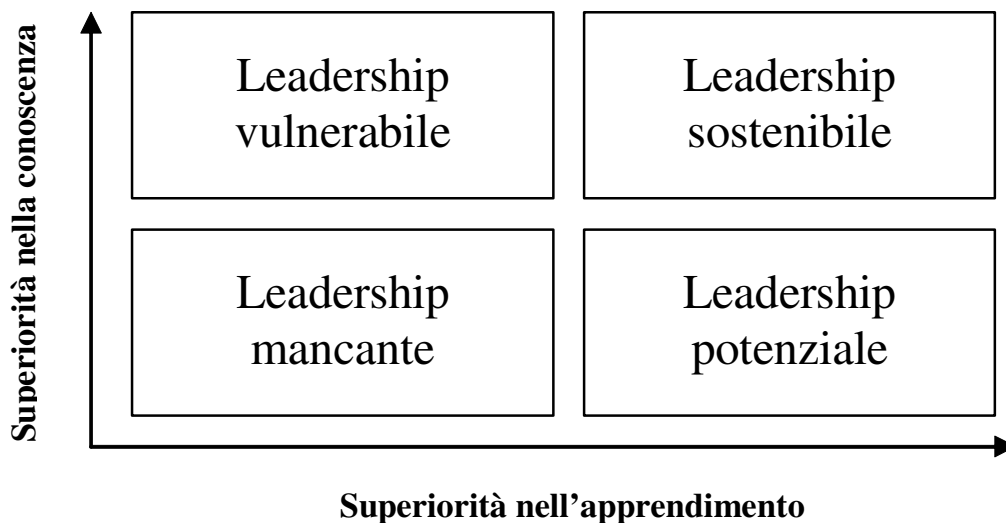 Superiorità nella conoscenza
Leadership
vulnerabile
Leadership
sostenibile
Leadership
mancante
Leadership
potenziale
Superiorità nell'apprendimento